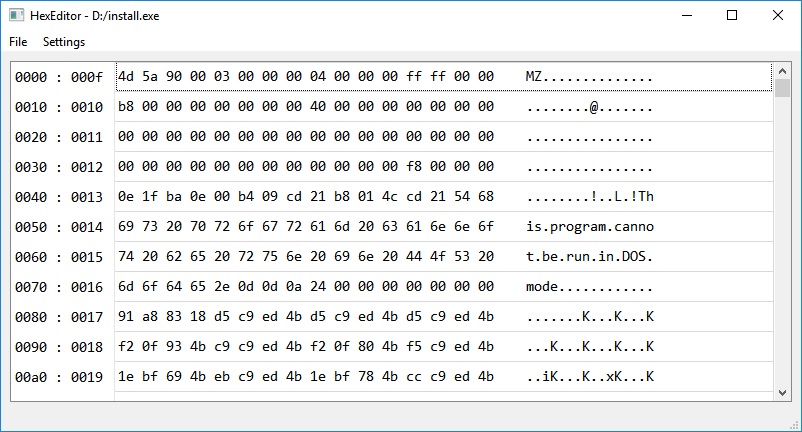 HexEditor - D:/install.exe
File Settings
0000 : 000f 4d 5a 90 00 03 00 00 00 04 00 00 00 ff ff 00 00 MZ..............
0010 : 0010 b8 00 00 00 00 00 00 00 40 00 00 00 00 00 00 00 ........@.......
0020 : 0011 00 00 00 00 00 00 00 00 00 00 00 00 00 00 00 00 ................
0030 : 0012 00 00 00 00 00 00 00 00 00 00 00 00 f8 00 00 00 ................
0040 : 0013 0e 1f ba 0e 00 b4 09 cd 21 b8 01 4c cd 21 54 68 ........!..L.!Th
0050 : 0014 69 73 20 70 72 6f 67 72 61 6d 20 63 61 6e 6e 6f is.program.canno
0060 : 0015 74 20 62 65 20 72 75 6e 20 69 6e 20 44 4f 53 20 t.be.run.in.DOS.
0070 : 0016 6d 6f 64 65 2e 0d 0d 0a 24 00 00 00 00 00 00 00 mode............
0080 : 0017 91 a8 83 18 d5 c9 ed 4b d5 c9 ed 4b d5 c9 ed 4b .......K...K...K
0090 : 0018 f2 0f 93 4b c9 c9 ed 4b f2 0f 80 4b f5 c9 ed 4b ...K...K...K...K
00a0 : 0019 1e bf 69 4b eb c9 ed 4b 1e bf 78 4b cc c9 ed 4b ..iK...K..xK...K